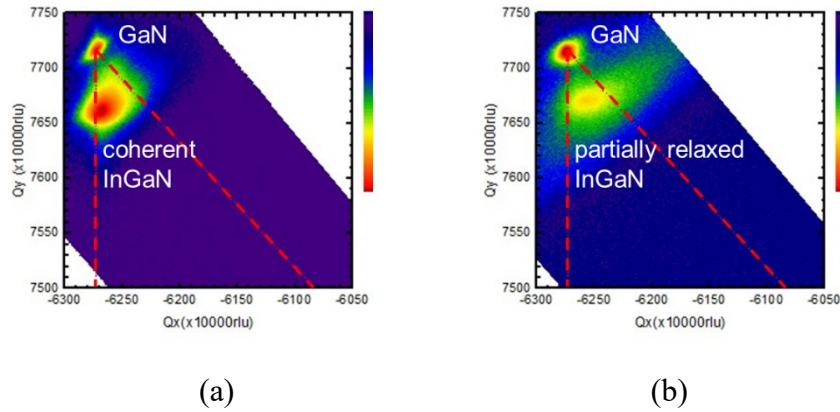 7750
7700
7650
7600
7550
7500
Qy (x10000rlu)
GaN
coherent
InGaN
-6300 -6250 -6200 -6150 -6100 -6050
Qx(x10000rlu)
(a)
7750
7700
7650
7600
7550
7500
Qy (x10000rlu)
GaN
partially relaxed
InGaN
-6300 -6250 -6200 -6150 -6100 -6050
Qx(x10000rlu)
(b)